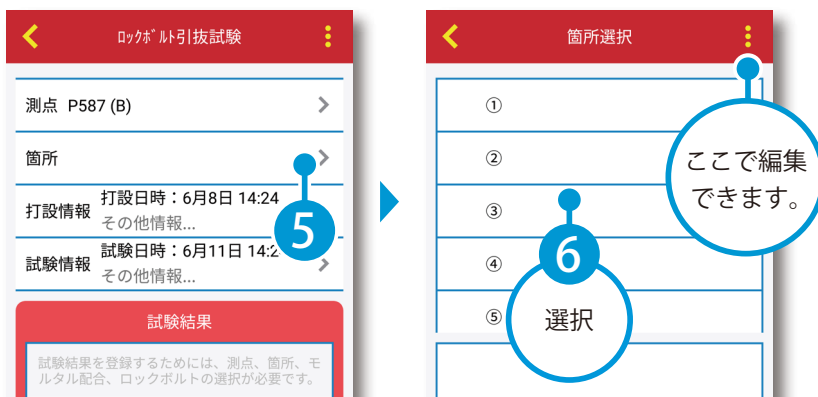 ロックボルト引抜試験
測点 P587 (B)
箇所
打設情報
打設日時：6月8日 14:24
その他情報...
試験情報
試験日時：6月11日 14:2
その他情報...
5
試験結果
試験結果を登録するためには、測点、箇所、モ
ルタル配合、ロックボルトの選択が必要です。
箇所選択
①
②
③
④
⑤
6
選択
ここで編集
できます。